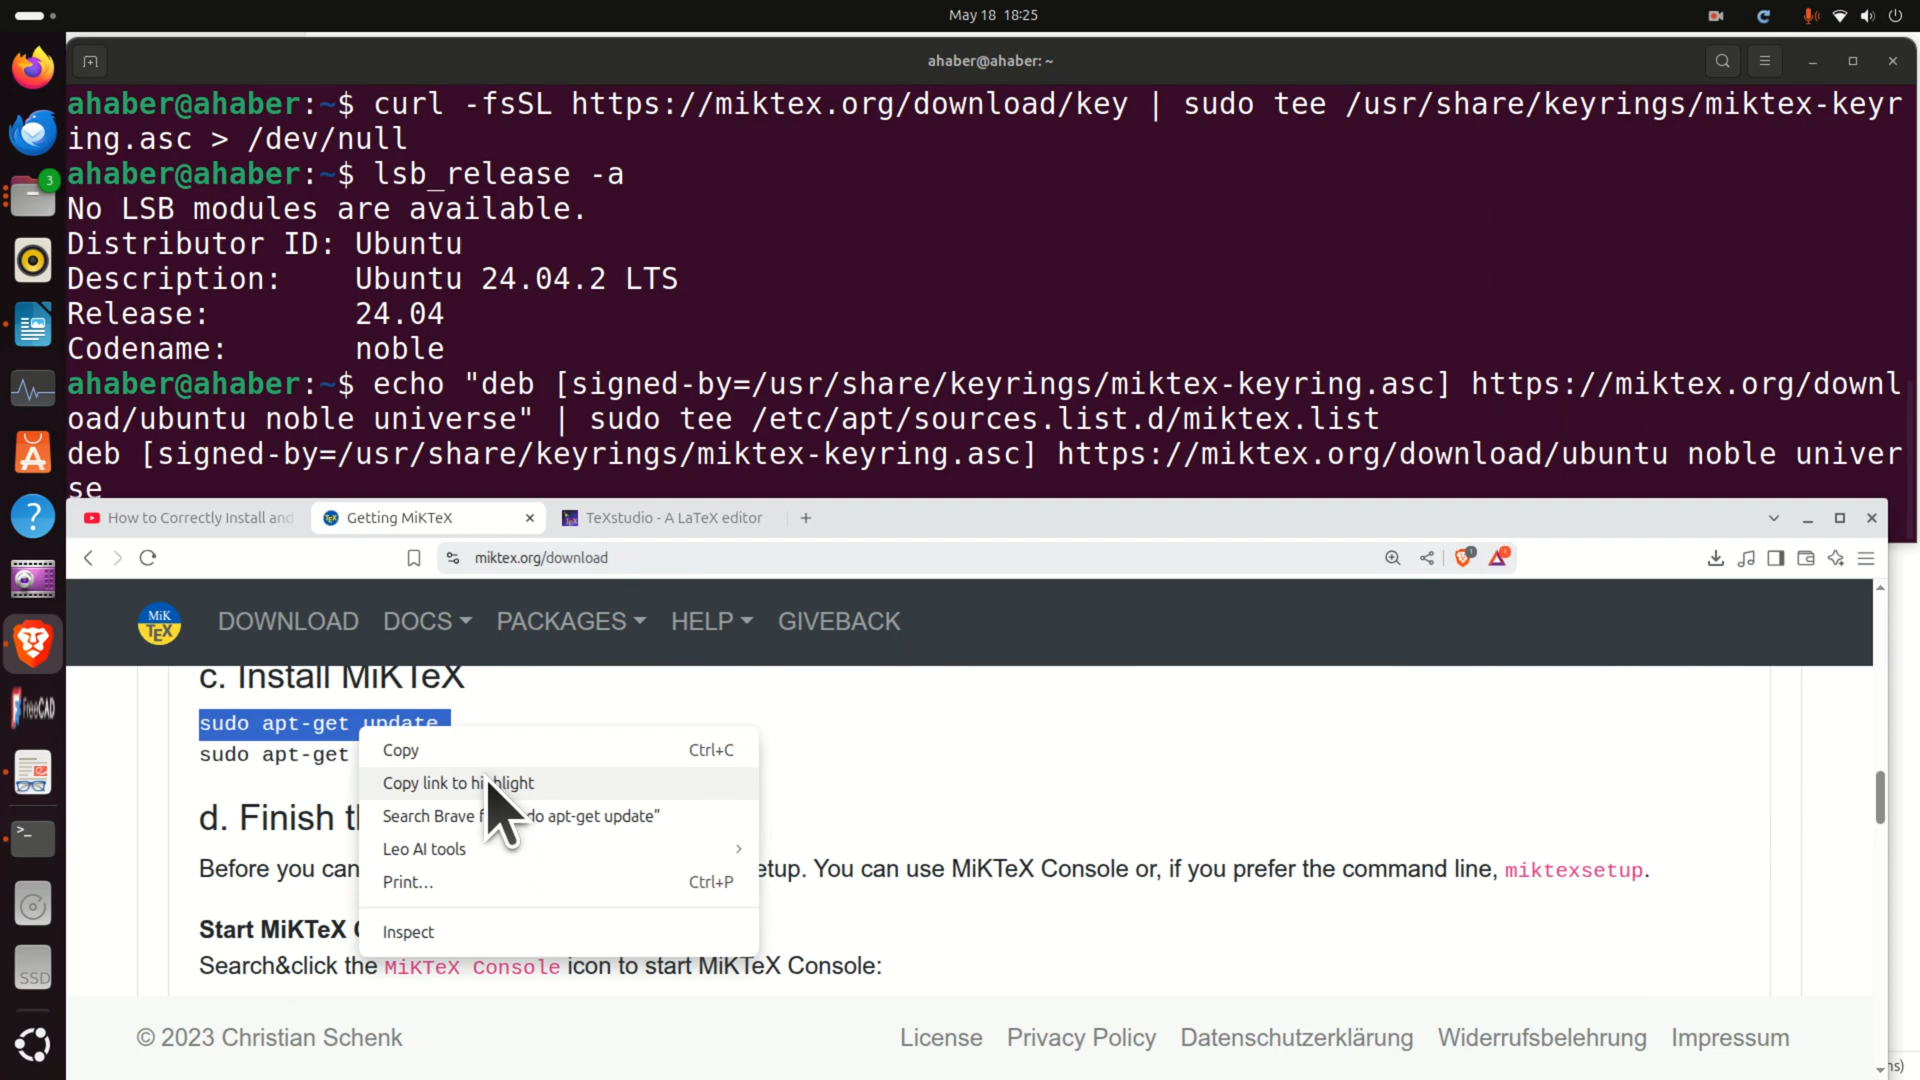 May 18 18:25
ahaber@ahaber: ~
ahaber@ahaber:~$ curl -fsSL https://miktex.org/download/key | sudo tee /usr/share/keyrings/miktex-keyr
ing.asc > /dev/null
ahaber@ahaber:~$ lsb_release -a
No LSB modules are available.
Distributor ID: Ubuntu
Description: Ubuntu 24.04.2 LTS
Release: 24.04
Codename: noble
ahaber@ahaber:~$ echo "deb [signed-by=/usr/share/keyrings/miktex-keyring.asc] https://miktex.org/downl
oad/ubuntu noble universe" | sudo tee /etc/apt/sources.list.d/miktex.list
deb [signed-by=/usr/share/keyrings/miktex-keyring.asc] https://miktex.org/download/ubuntu noble univer
se
3
FreeCAD
SSD
How to Correctly Install and
Getting MiKTeX
TeXstudio - A LaTeX editor
miktex.org/download
1
1
MiK
TEX
DOWNLOAD DOCS PACKAGES HELP GIVEBACK
c. Install MiKTeX
sudo apt-get update
sudo apt-get
Copy Ctrl+C
Copy link to highlight
Search Brave f do apt-get update”
Leo AI tools
Print… Ctrl+P
Inspect
d. Finish t
Before you can etup. You can use MiKTeX Console or, if you prefer the command line, miktexsetup.
Start MiKTeX
Search&click the MiKTeX Console icon to start MiKTeX Console:
© 2023 Christian Schenk
License Privacy Policy Datenschutzerklärung Widerrufsbelehrung Impressum
ns)